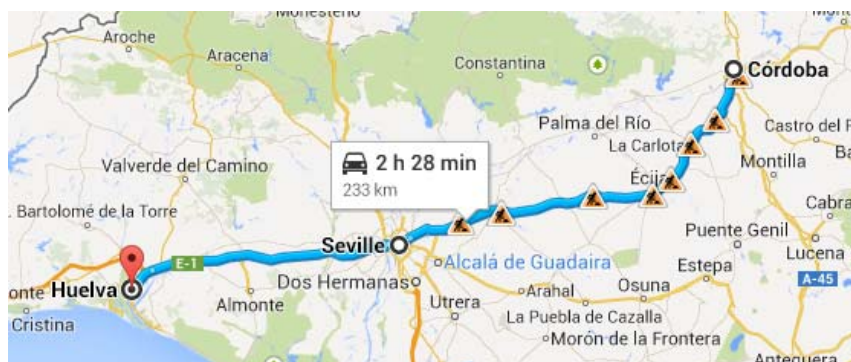 Monesterio
Aroche
Aracena
Constantina
Córdoba
Palma del Río
La Carlota
Castro del R
Valverde del Camino
2 h 28 min
233 km
Écija
Montilla
Bartolomé de la Torre
Cabra
Seville
Puente Genil
Lucena
E-1
Alcalá de Guadaira
Huelva
Dos Hermanas
Estepa
A-45
Almonte
Arahal
Osuna
Utrera
La Puebla de Cazalla
Cristina
Morón de la Frontera
Antequera